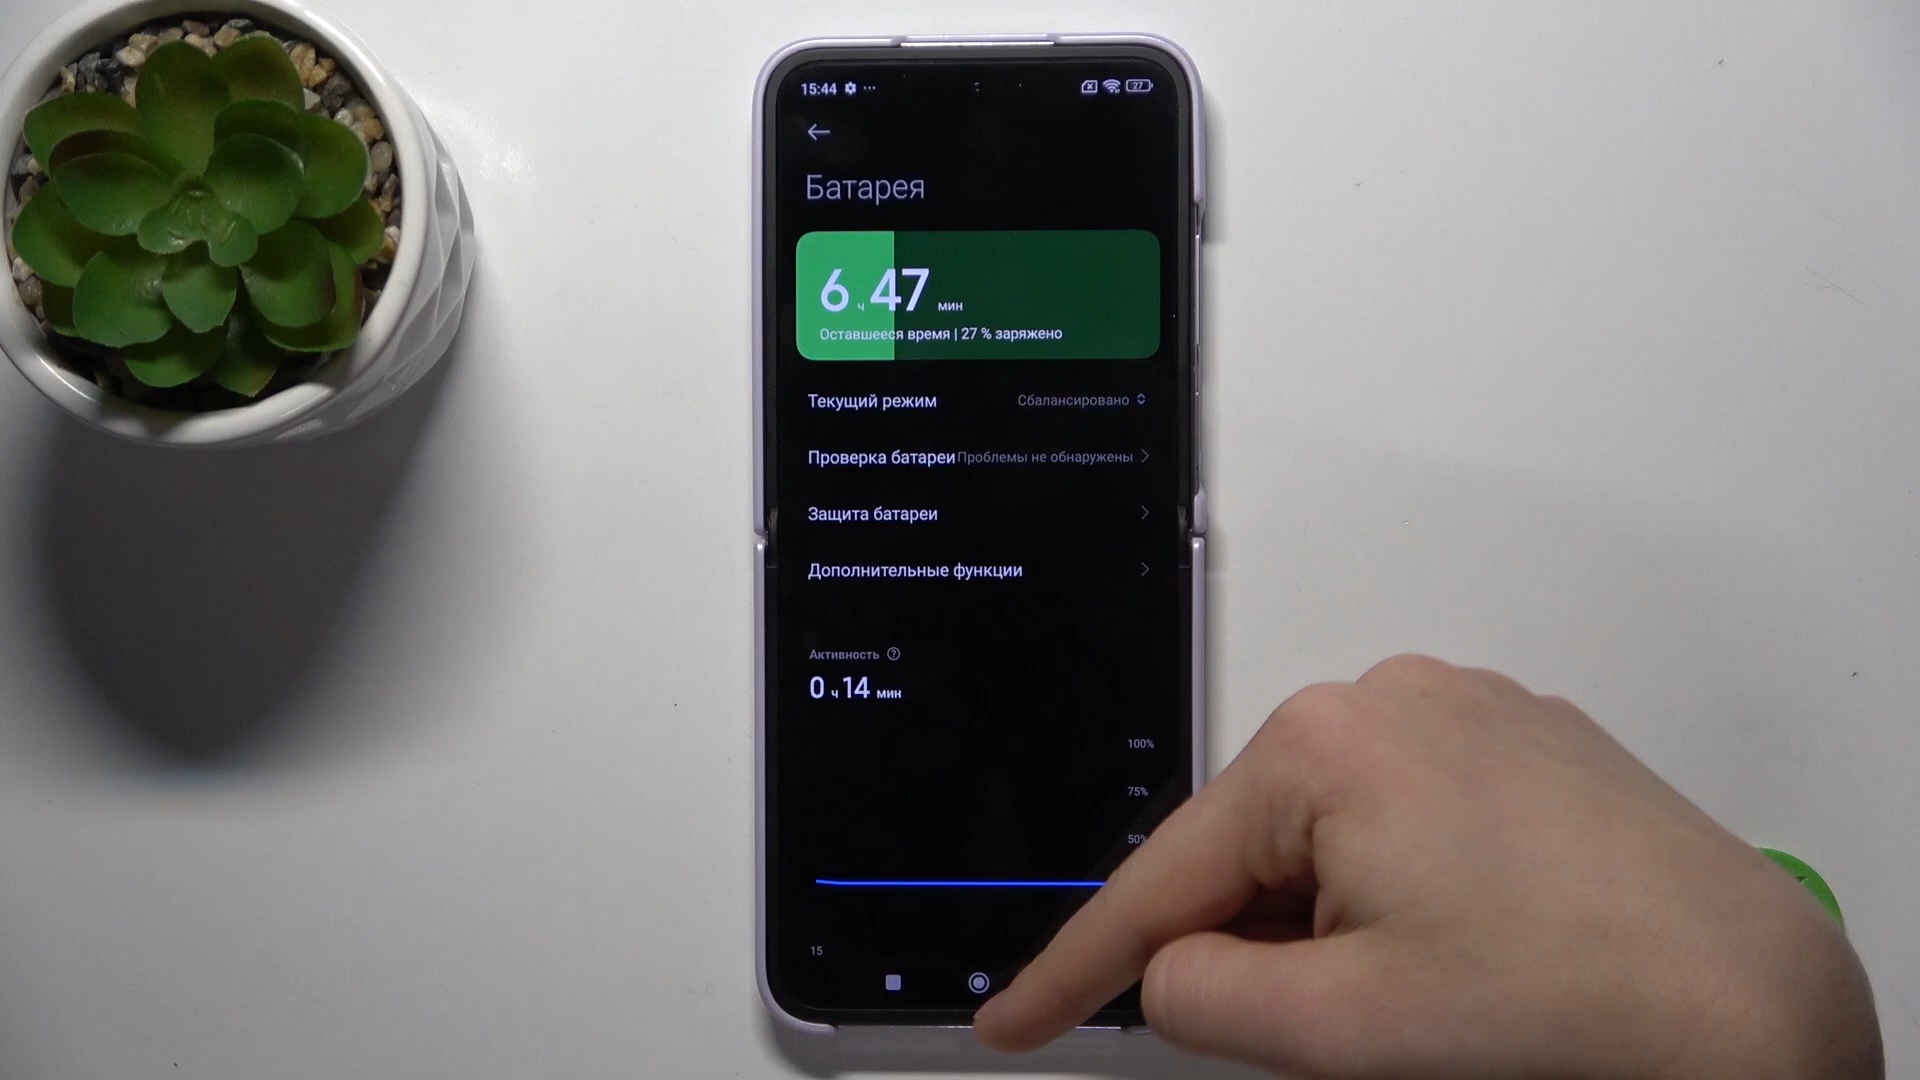 15:44 ...
27
Батарея
6 ч 47 мин
Оставшееся время | 27 % заряжено
Текущий режим Сбалансировано
Проверка батареи Проблемы не обнаружены
Защита батареи
Дополнительные функции
Активность ?
0 ч 14 мин
100%
75%
50%
15